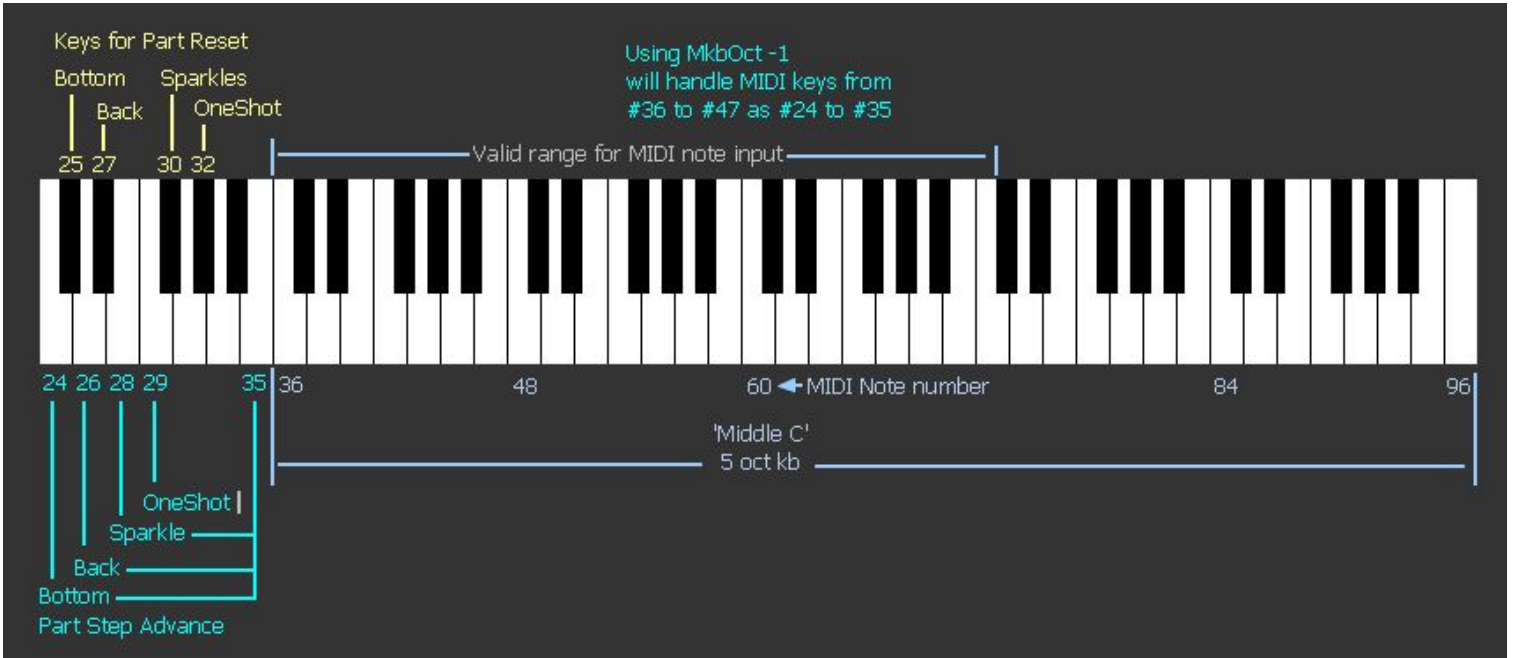 Keys for Part Reset
Bottom Sparkles
Back OneShot
25 27 30 32
Using MkbOct -1
will handle MIDI keys from
#36 to #47 as #24 to #35
Valid range for MIDI note input
24 26 28 29 35 36 48 60 MIDI Note number 84 96
'Middle C'
5 oct kb
OneShot
Sparkle
Back
Bottom
Part Step Advance